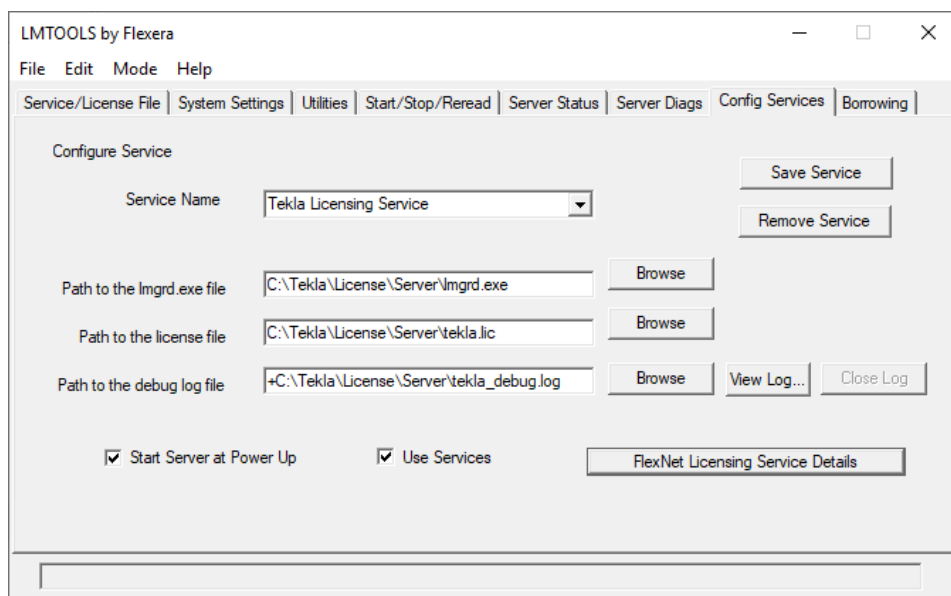 LMTOOLS by Flexera
File Edit Mode Help
Service/License File System Settings Utilities Start/Stop/Reread Server Status Server Diags Config Services Borrowing
Configure Service
Save Service
Service Name Tekla Licensing Service
Remove Service
Path to the lmgrd.exe file C:\Tekla\License\Server\lmgrd.exe Browse
Path to the license file C:\Tekla\License\Server\tekla.lic Browse
Path to the debug log file +C:\Tekla\License\Server\tekla_debug.log Browse View Log... Close Log
Start Server at Power Up Use Services FlexNet Licensing Service Details